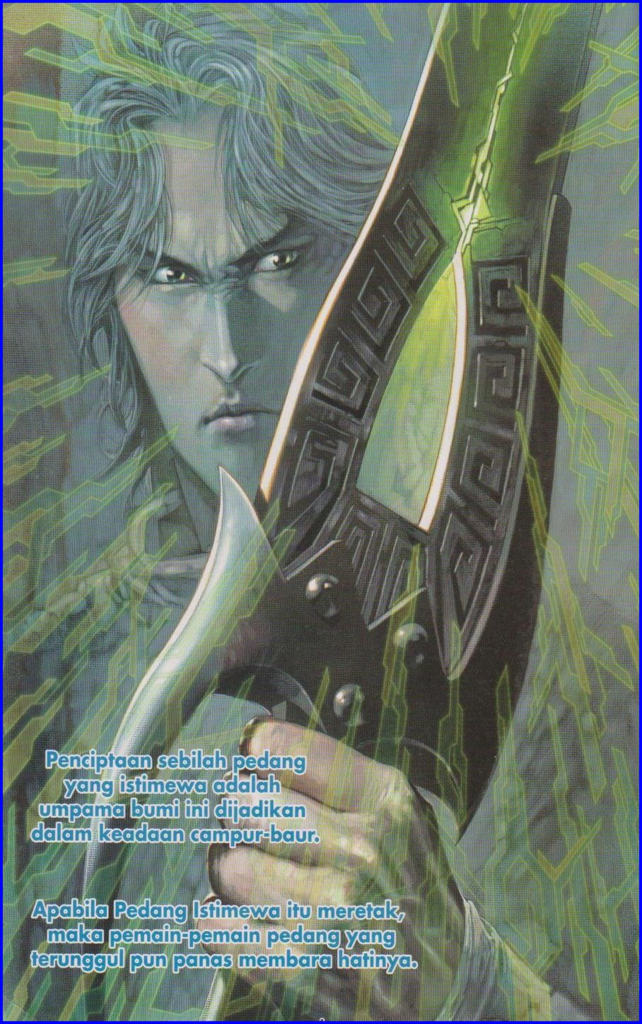 Penciptaan sebilah pedang
yang istimewa adalah
umpama bumi ini dijadikan
dalam keadaan campur-baur.
Apabila Pedang Istimewa itu meretak,
maka pemain-pemain pedang yang
terunggul pun panas membara hatinya.